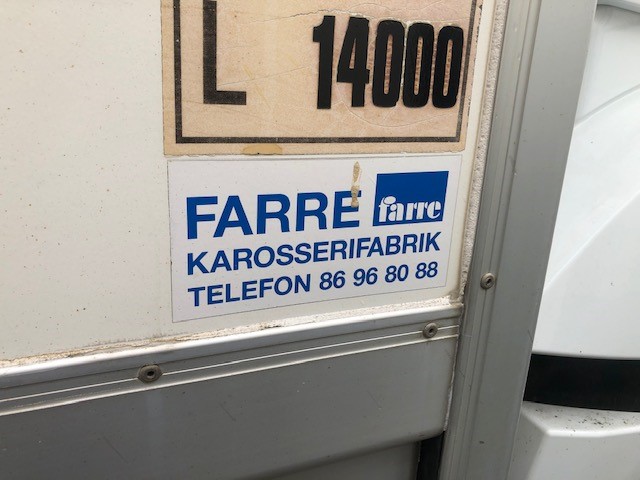 L 14000
FARRE farre
KAROSSERIFABRIK
TELEFON 86 96 80 88